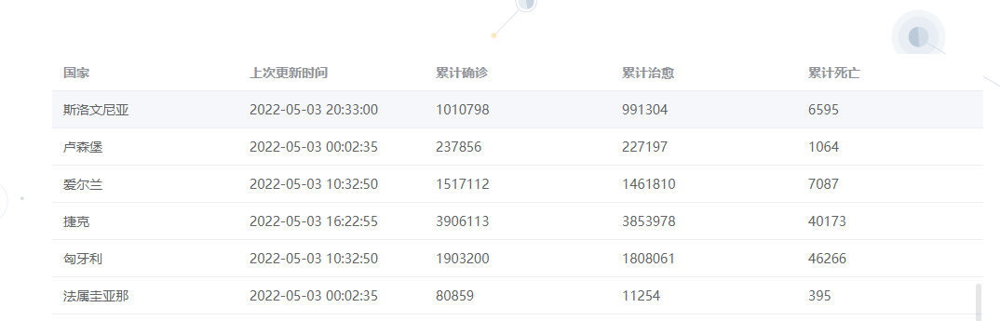 国家 上次更新时间 累计确诊 累计治愈 累计死亡
斯洛文尼亚 2022-05-03 20:33:00 1010798 991304 6595
卢森堡 2022-05-03 00:02:35 237856 227197 1064
爱尔兰 2022-05-03 10:32:50 1517112 1461810 7087
捷克 2022-05-03 16:22:55 3906113 3853978 40173
匈牙利 2022-05-03 10:32:50 1903200 1808061 46266
法属圭亚那 2022-05-03 00:02:35 80859 11254 395